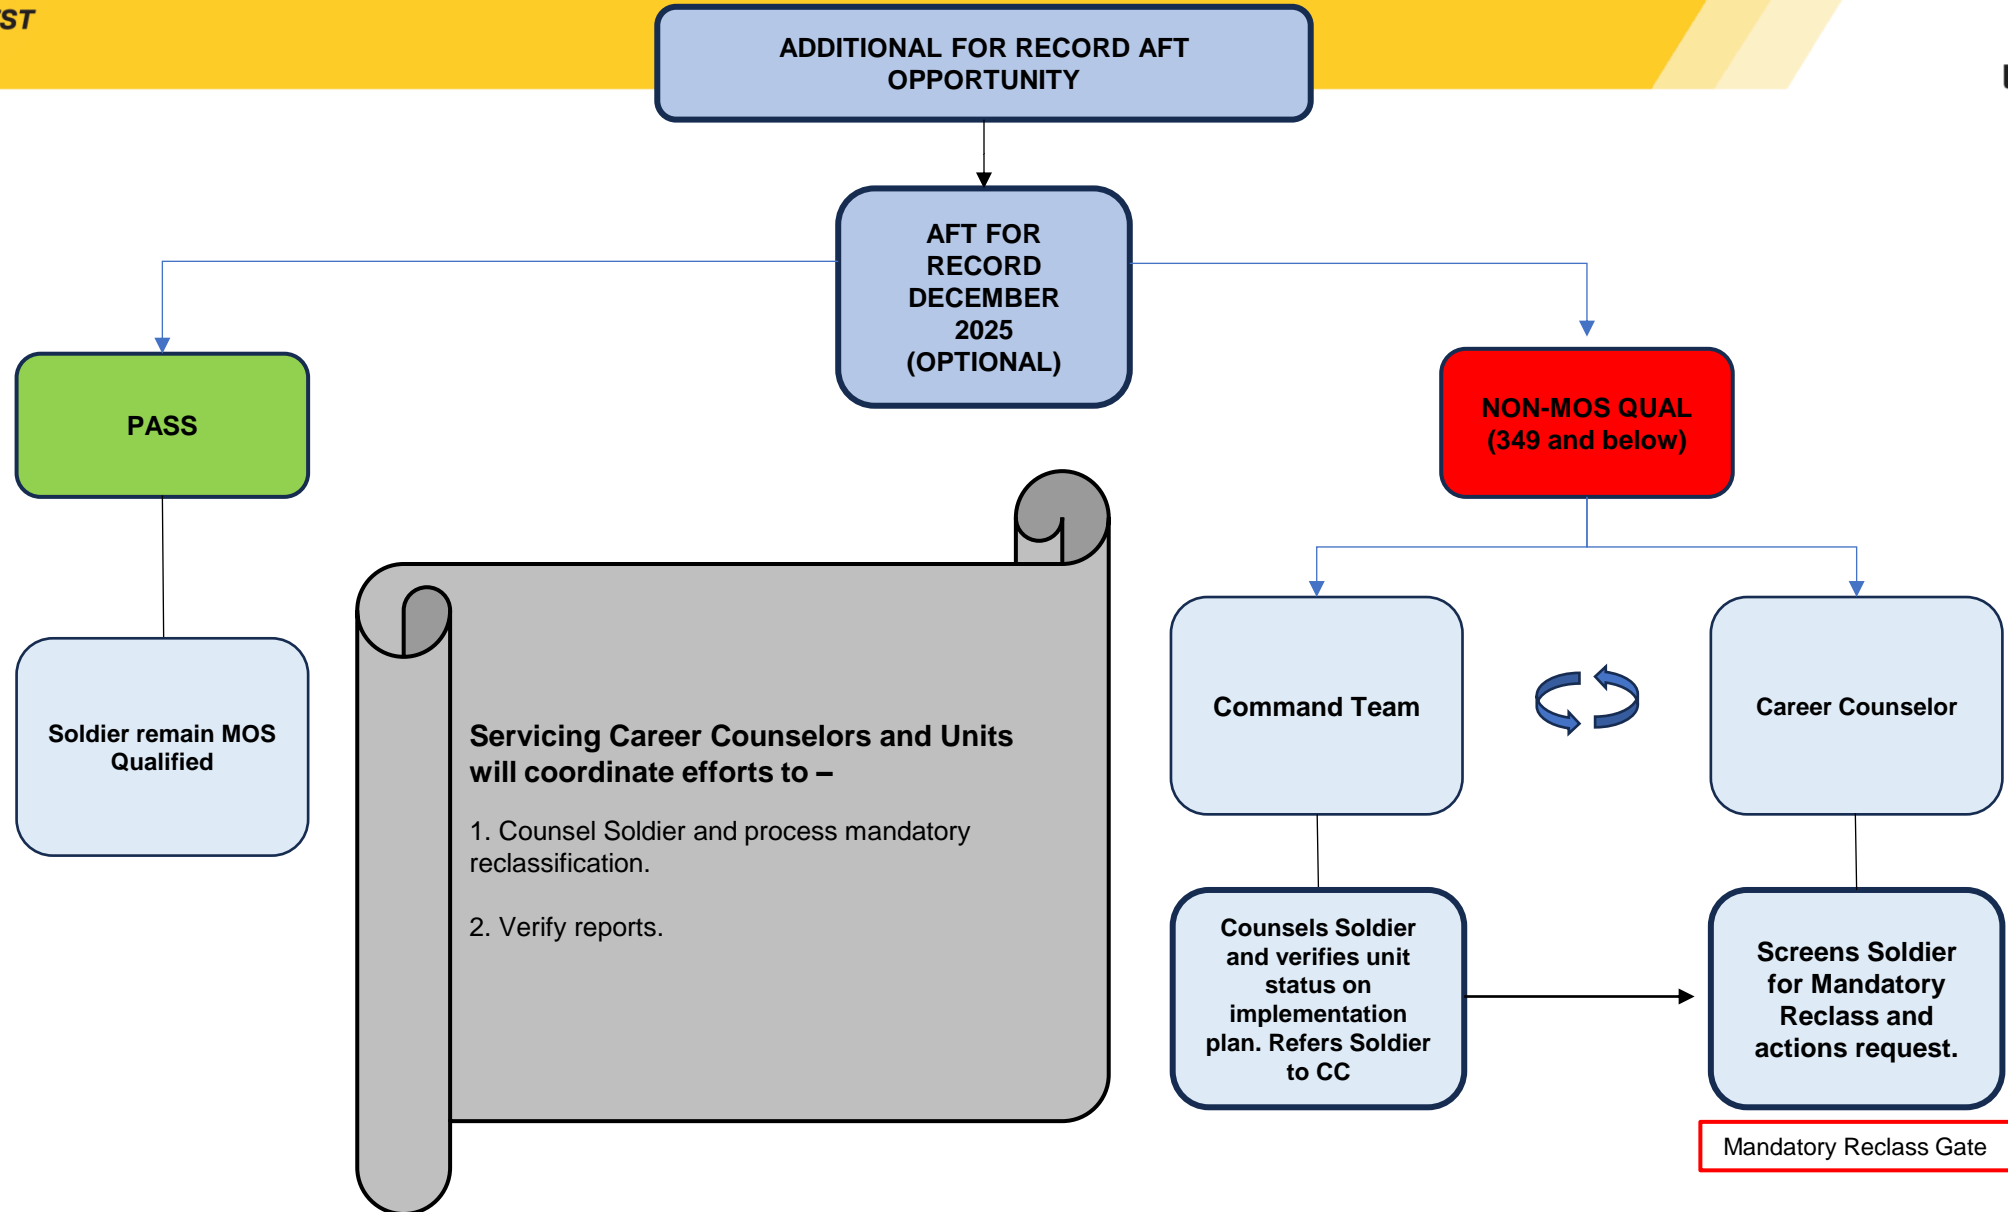 ADDITIONAL FOR RECORD AFT
OPPORTUNITY
AFT FOR
RECORD
DECEMBER
2025
(OPTIONAL)
PASS
NON-MOS QUAL
(349 and below)
Soldier remain MOS
Qualified
Servicing Career Counselors and Units
will coordinate efforts to –
1. Counsel Soldier and process mandatory
reclassification.
2. Verify reports.
Command Team
Career Counselor
Counsels Soldier
and verifies unit
status on
implementation
plan. Refers Soldier
to CC
Screens Soldier
for Mandatory
Reclass and
actions request.
Mandatory Reclass Gate